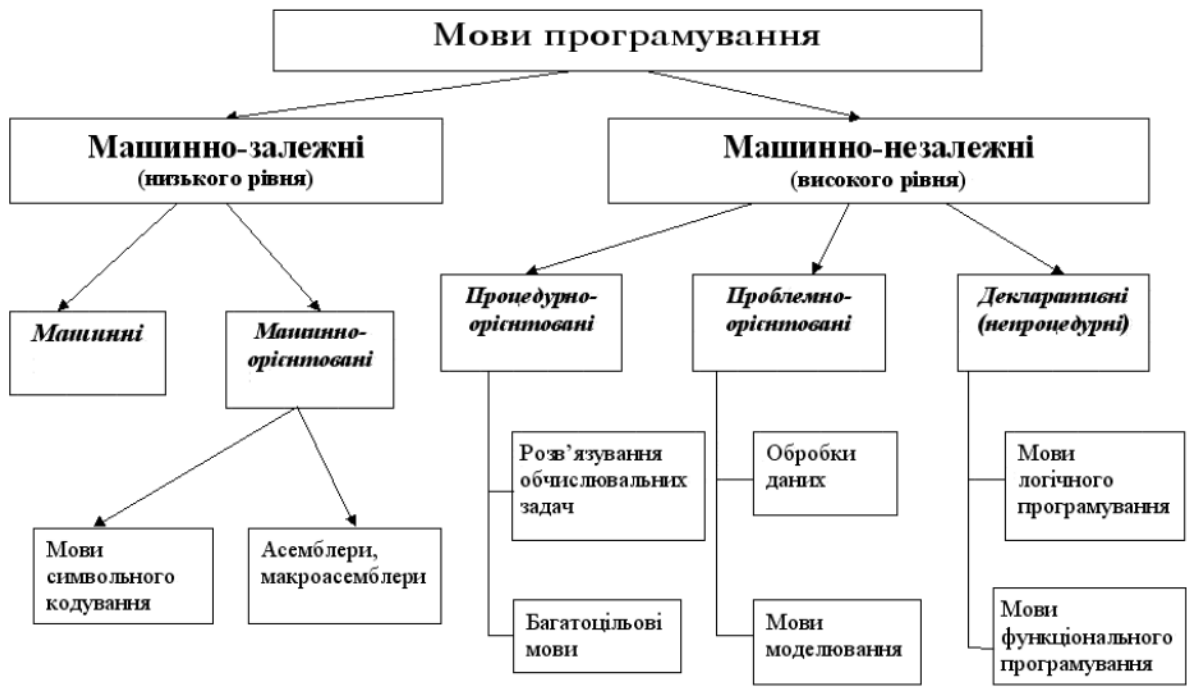 Мови програмування
Машинно-залежні
(низького рівня)
Машинно-незалежні
(високого рівня)
Машинні
Машинно-
орієнтовані
Процедурно-
орієнтовані
Проблемно-
орієнтовані
Декларативні
(непроцедурні)
Мови
символьного
кодування
Асемблери,
макроасемблери
Розв’язування
обчислювальних
задач
Багатоцільові
мови
Обробки
даних
Мови
моделювання
Мови
логічного
програмування
Мови
функціонального
програмування